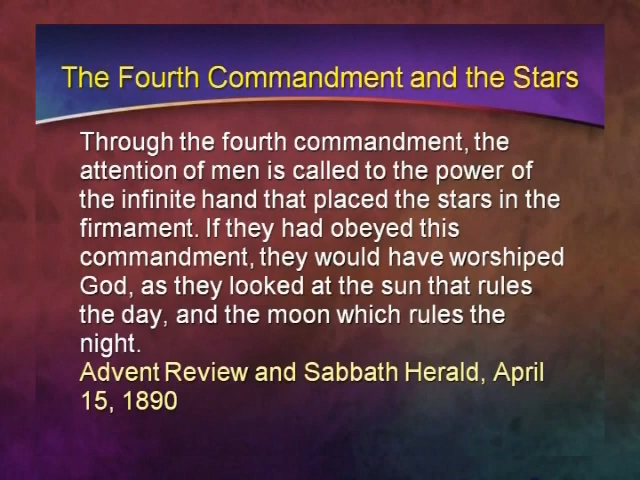 The Fourth Commandment and the Stars
Through the fourth commandment, the
attention of men is called to the power of
the infinite hand that placed the stars in the
firmament. If they had obeyed this
commandment, they would have worshiped
God, as they looked at the sun that rules
the day, and the moon which rules the
night.
Advent Review and Sabbath Herald, April
15, 1890